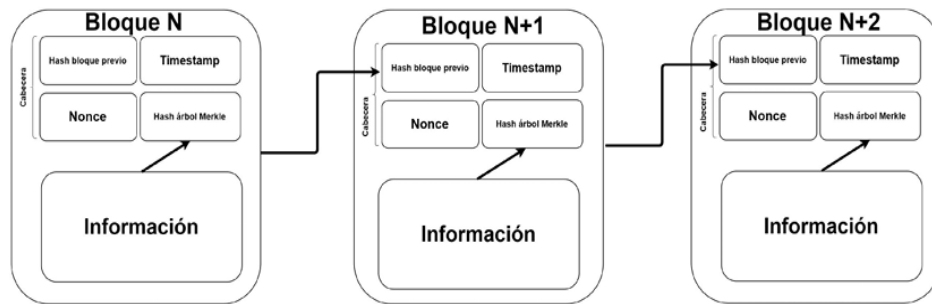 Bloque N
Cabecera
Hash bloque previo
Timestamp
Nonce
Hash árbol Merkle
Información
Bloque N+1
Cabecera
Hash bloque previo
Timestamp
Nonce
Hash árbol Merkle
Información
Bloque N+2
Cabecera
Hash bloque previo
Timestamp
Nonce
Hash árbol Merkle
Información